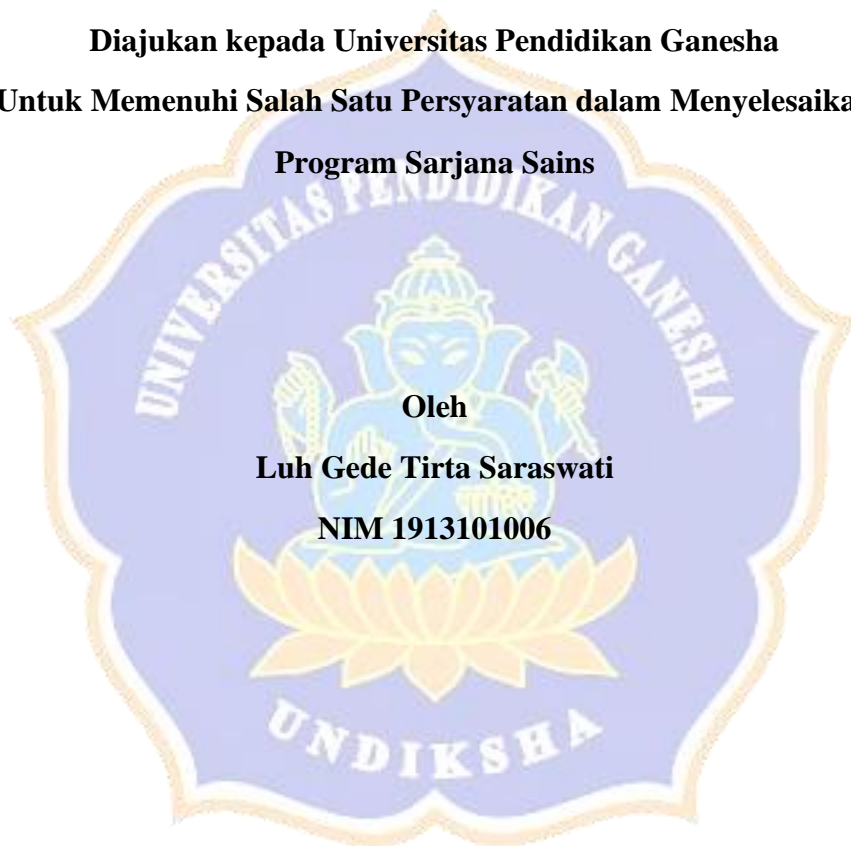 Diajukan kepada Universitas Pendidikan Ganesha
Untuk Memenuhi Salah Satu Persyaratan dalam Menyelesaika
Program Sarjana Sains
UNIVERSITAS PENDIDIKAN GANESHA
Oleh
Luh Gede Tirta Saraswati
NIM 1913101006
UNDIKSHA